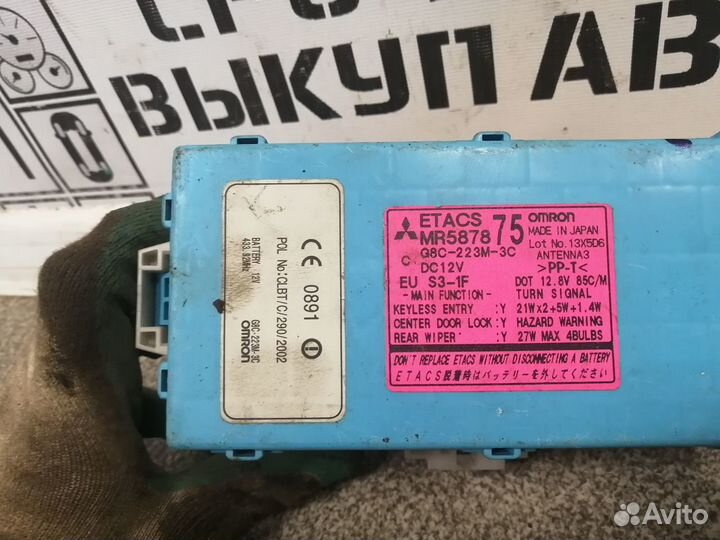 ВЫКУП АВ
ETACS 75 OMRON
MR5878 MADE IN JAPAN
G8C-223M-3C Lot No.13X5D6
C DC12V ANTENNA3
>PP-T<
EU S3-1F DOT 12.8V 85C/M
-MAIN FUNCTION- TURN SIGNAL
KEYLESS ENTRY :Y 21W×2+5W+1.4W
CENTER DOOR LOCK :Y HAZARD WARNING
REAR WIPER :Y 27W MAX 4BULBS
DON'T REPLACE ETACS WITHOUT DISCONNECTING A BATTERY
ETACS脱着時はバッテリーを外してください
CE 0891
POL No:CLBT/C/290/2002
BATTERY 12V G8C-223M-3C
433.92MHz OMRON
Avito